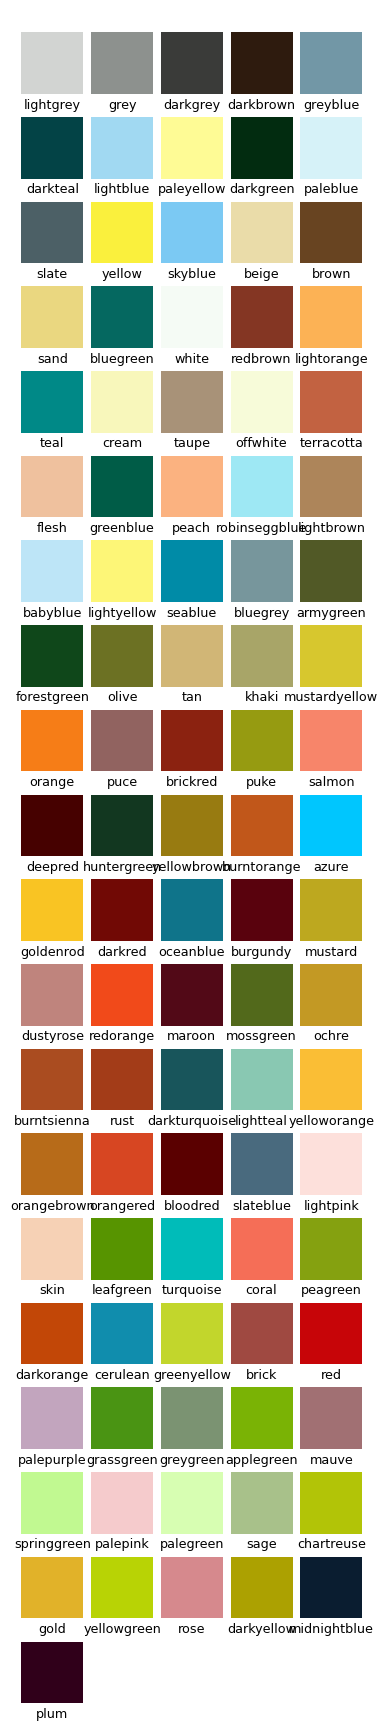 lightgrey grey darkgrey darkbrown greyblue
darkteal lightblue paleyellow darkgreen paleblue
slate yellow skyblue beige brown
sand bluegreen white redbrown lightorange
teal cream taupe offwhite terracotta
flesh greenblue peach robinseggblue lightbrown
babyblue lightyellow seablue bluegrey armygreen
forestgreen olive tan khaki mustardyellow
orange puce brickred puke salmon
deepred huntergreen yellowbrown burntorange azure
goldenrod darkred oceanblue burgundy mustard
dustyrose redorange maroon mossgreen ochre
burntsienna rust darkturquoise lightteal yelloworange
orangebrown orangered bloodred slateblue lightpink
skin leafgreen turquoise coral peagreen
darkorange cerulean greenyellow brick red
palepurple grassgreen greygreen applegreen mauve
springgreen palepink palegreen sage chartreuse
gold yellowgreen rose darkyellow midnightblue
plum